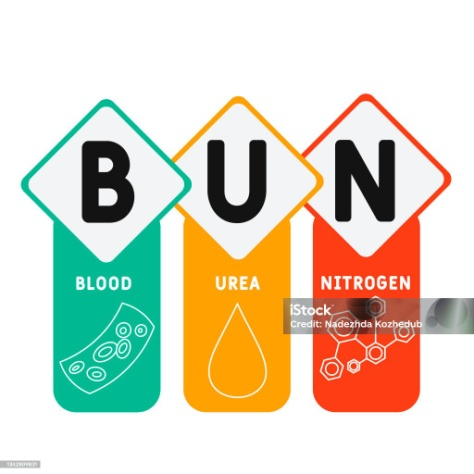 B U N
BLOOD UREA NITROGEN
iStock
Credit: Nadezhda Kozhedub